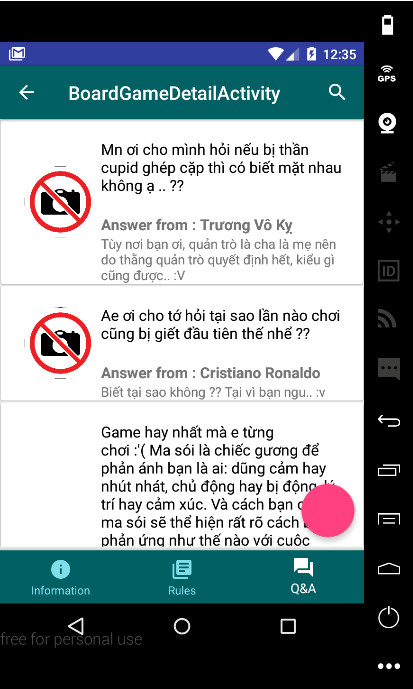 12:35
GPS
BoardGameDetailActivity
Mn ơi cho mình hỏi nếu bị thần
cupid ghép cặp thì có biết mặt nhau
không ạ .. ??
Answer from : Trương Vô Kỵ
Tùy nơi bạn ơi, quản trò là cha là mẹ nên
do thằng quản trò quyết định hết, kiểu gì
cũng được.. :V
ID
Ae ơi cho tớ hỏi tại sao lần nào chơi
cũng bị giết đầu tiên thế nhể ??
Answer from : Cristiano Ronaldo
Biết tại sao không ?? Tại vì bạn ngu.. :v
Game hay nhất mà e từng
chơi :'( Ma sói là chiếc gương để
phản ánh bạn là ai: dũng cảm hay
nhút nhát, chủ động hay bị động, lý
trí hay cảm xúc. Và cách bạn
ma sói sẽ thể hiện rất rõ cách
phản ứng như thế nào với cuộc
Information
Rules
Q&A
free for personal use